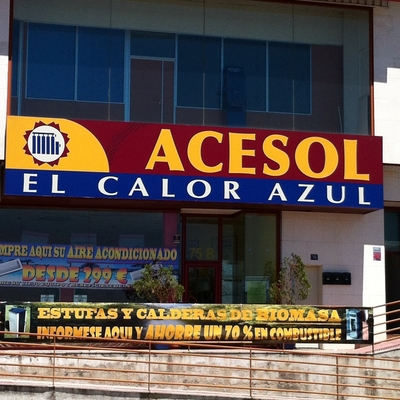 ACESOL
EL CALOR AZUL
MPRE AQUI SU AIRE ACONDICIONADO
DESDE 299 €
ESTUFAS Y CALDERAS DE BIOMASA
INFORMESE AQUI Y AHORRE UN 70 % EN COMBUSTIBLE